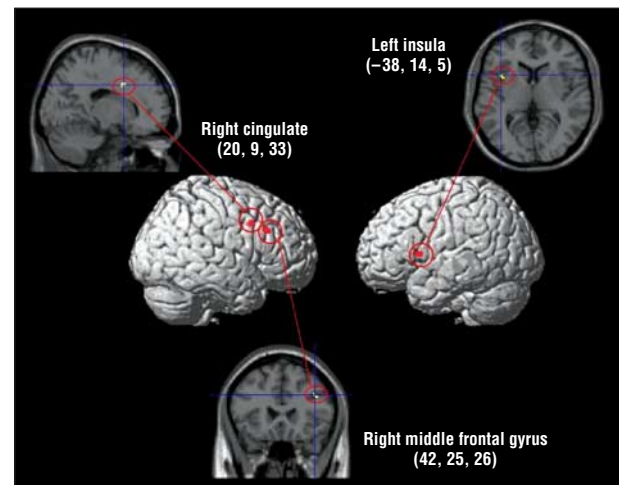 Left insula
(−38, 14, 5)
Right cingulate
(20, 9, 33)
Right middle frontal gyrus
(42, 25, 26)